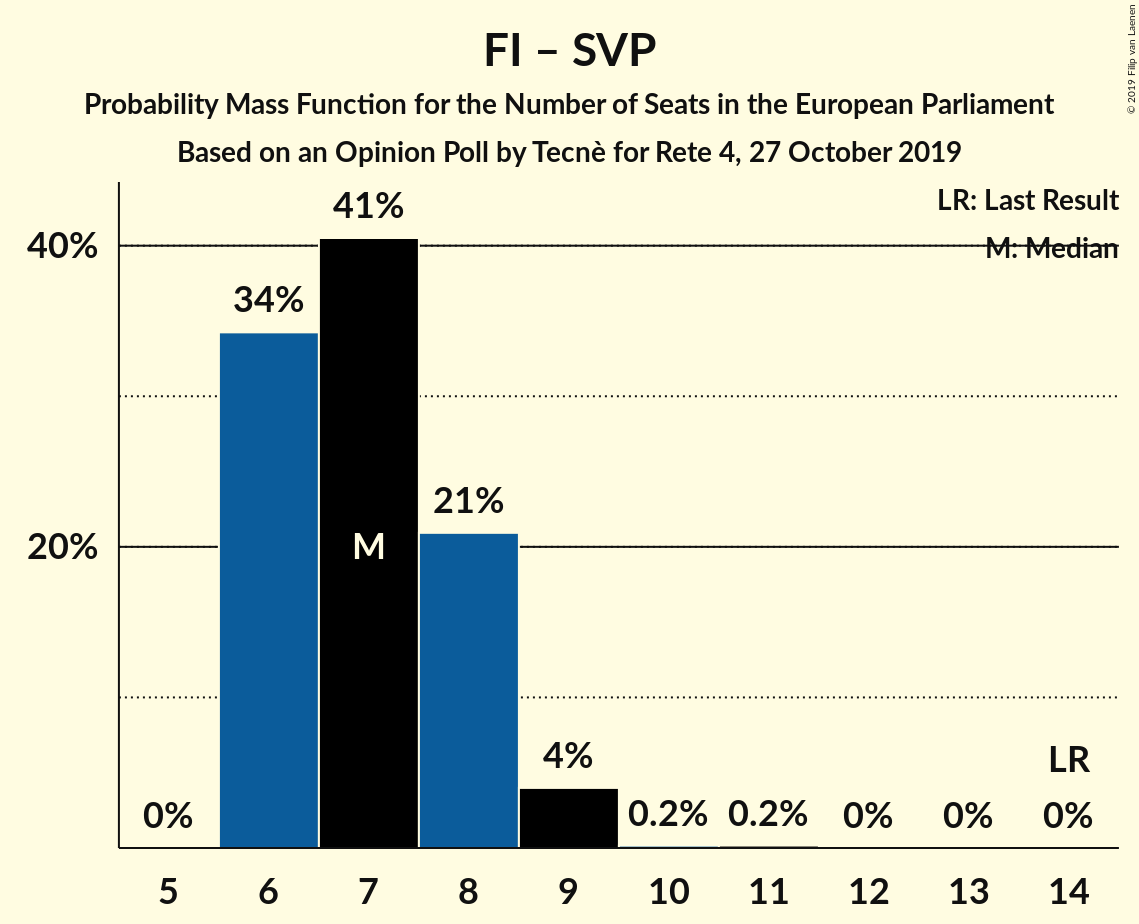 FI – SVP
Probability Mass Function for the Number of Seats in the European Parliament
Based on an Opinion Poll by Tecnè for Rete 4, 27 October 2019
© 2019 Filip van Laenen
LR: Last Result
M: Median
41%
40%
34%
21%
M
20%
4%
LR
0%
0.2%
0.2%
0%
0%
0%
5
6
7
8
9
10
11
12
13
14